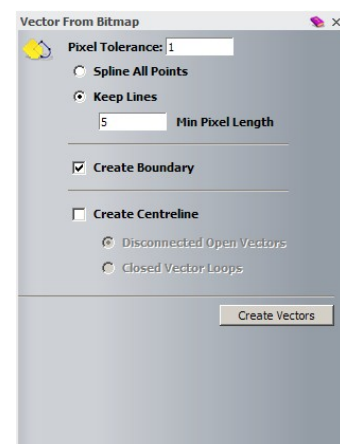 Vector From Bitmap
Pixel Tolerance: 1
Spline All Points
Keep Lines
5 Min Pixel Length
Create Boundary
Create Centreline
Disconnected Open Vectors
Closed Vector Loops
Create Vectors